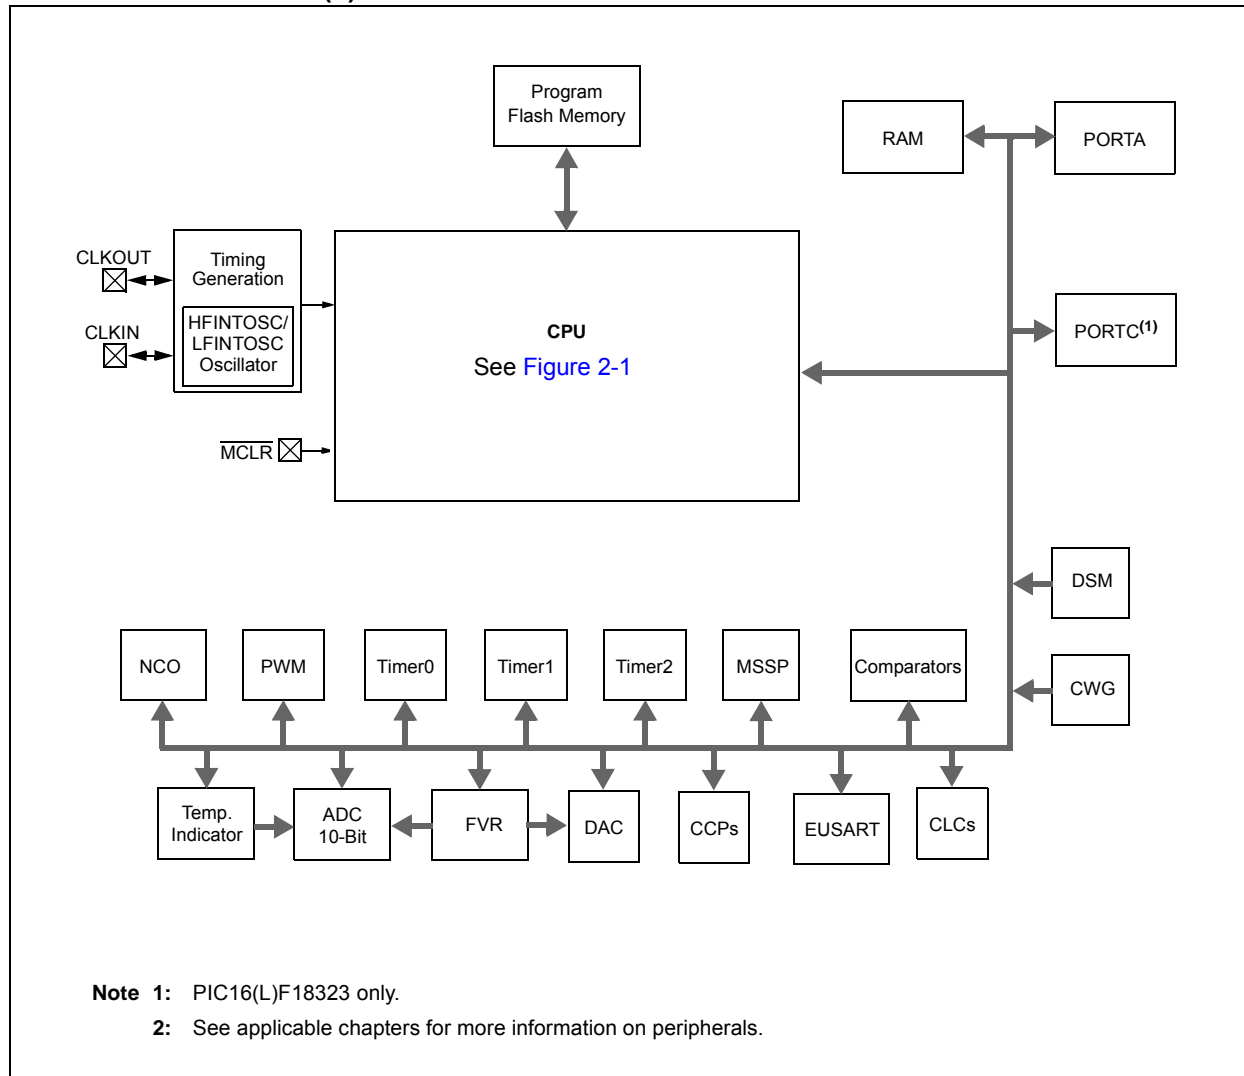 Program
Flash Memory
RAM
PORTA
CLKOUT
Timing
Generation
CLKIN
HFINTOSC/
LFINTOSC
Oscillator
CPU
See Figure 2-1
PORTC(1)
MCLR
DSM
NCO
PWM
Timer0
Timer1
Timer2
MSSP
Comparators
CWG
Temp.
Indicator
ADC
10-Bit
FVR
DAC
CCPs
EUSART
CLCs
Note 1: PIC16(L)F18323 only.
2: See applicable chapters for more information on peripherals.